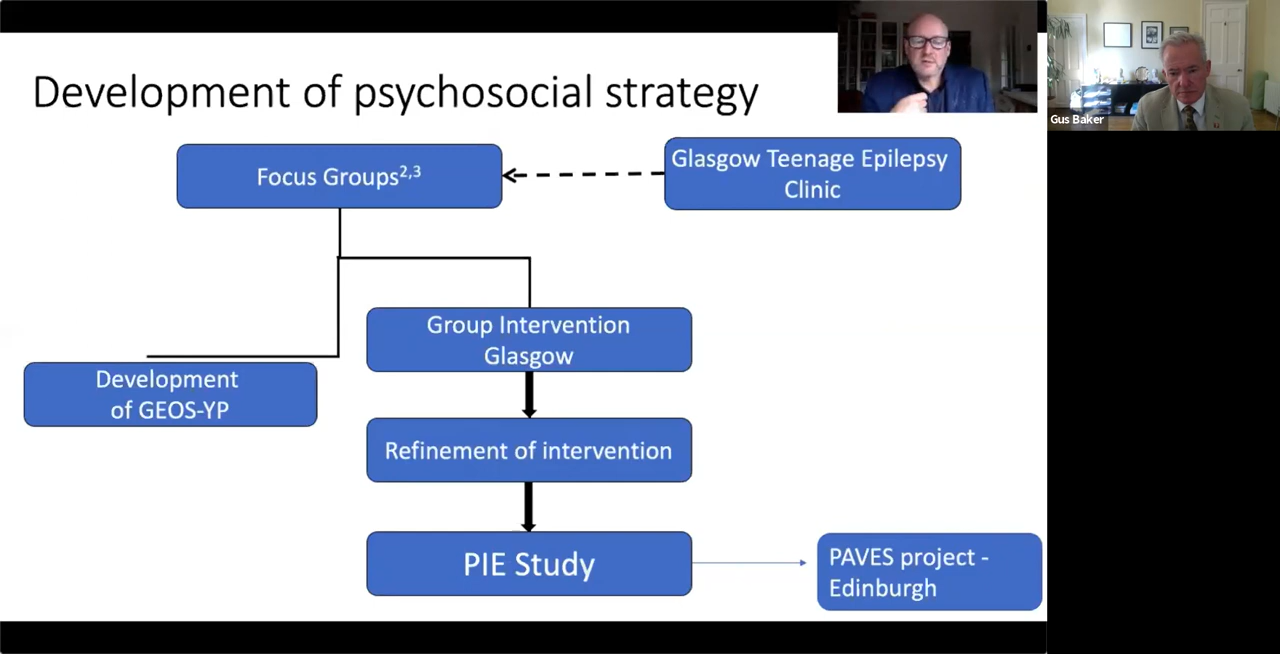 Development of psychosocial strategy
Gus Baker
Focus Groups2,3
Glasgow Teenage Epilepsy
Clinic
Group Intervention
Glasgow
Development
of GEOS-YP
Refinement of intervention
PIE Study
PAVES project -
Edinburgh